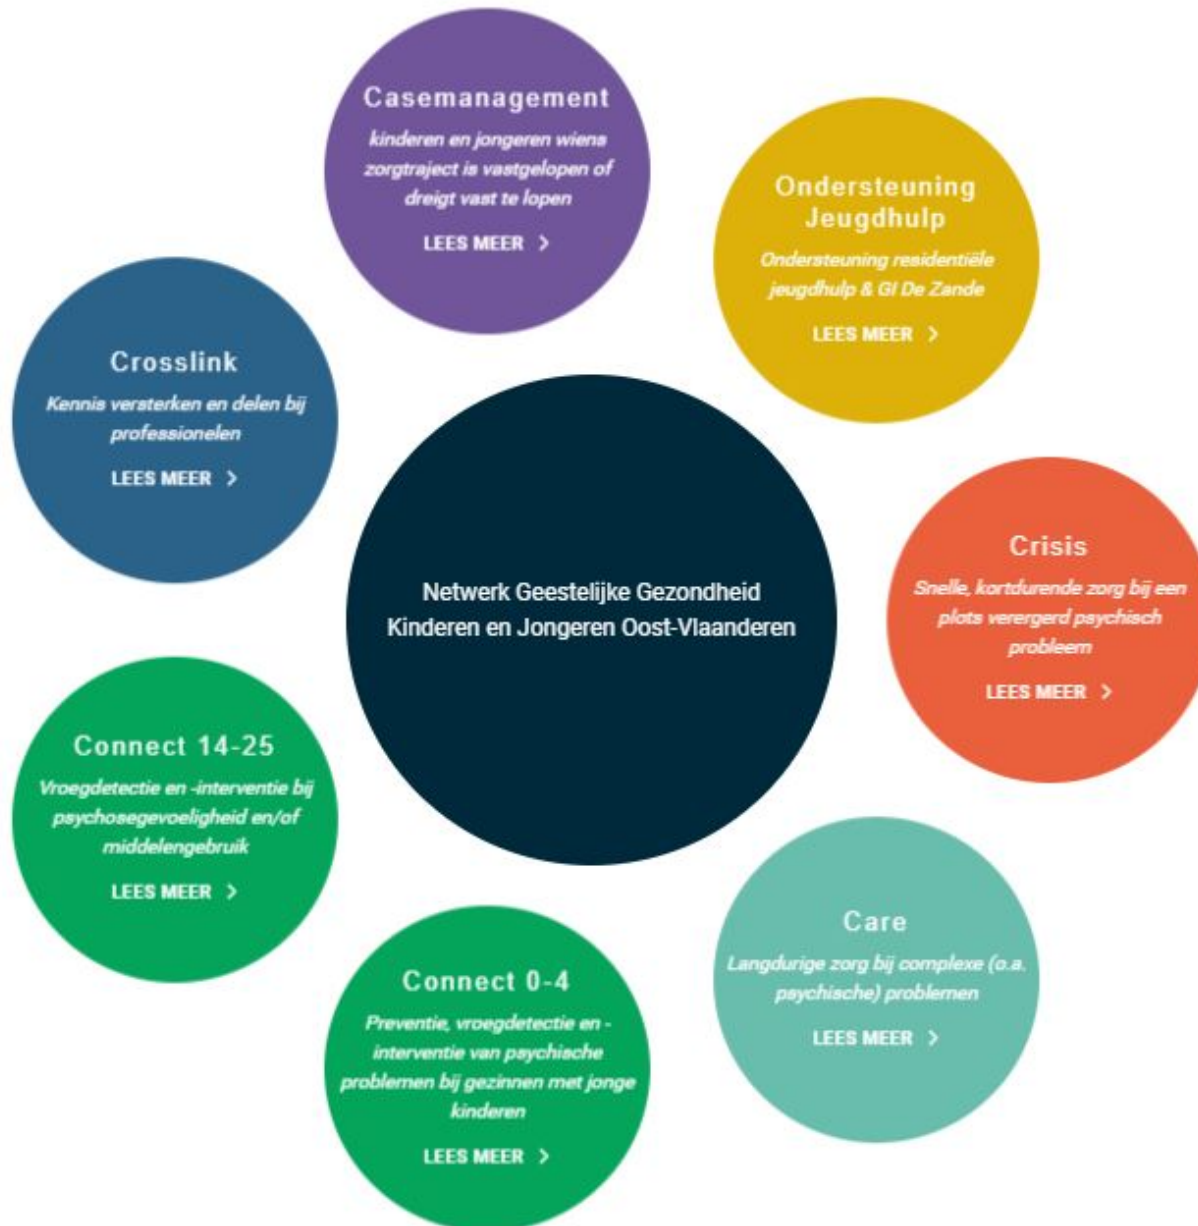 Casemanagement
kinderen en jongeren wiens
zorgtraject is vastgelopen of
dreigt vast te lopen
LEES MEER >
Ondersteuning
Jeugdhulp
Ondersteuning residentiële
jeugdhulp & GI De Zande
LEES MEER >
Crosslink
Kennis versterken en delen bij
professionelen
LEES MEER >
Netwerk Geestelijke Gezondheid
Kinderen en Jongeren Oost-Vlaanderen
Crisis
Snelle, kortdurende zorg bij een
plots verergerd psychisch
probleem
LEES MEER >
Connect 14-25
Vroegdetectie en -interventie bij
psychosegevoeligheid en/of
middelengebruik
LEES MEER >
Care
Langdurige zorg bij complexe (o.a.
psychische) problemen
LEES MEER >
Connect 0-4
Preventie, vroegdetectie en -
interventie van psychische
problemen bij gezinnen met jonge
kinderen
LEES MEER >